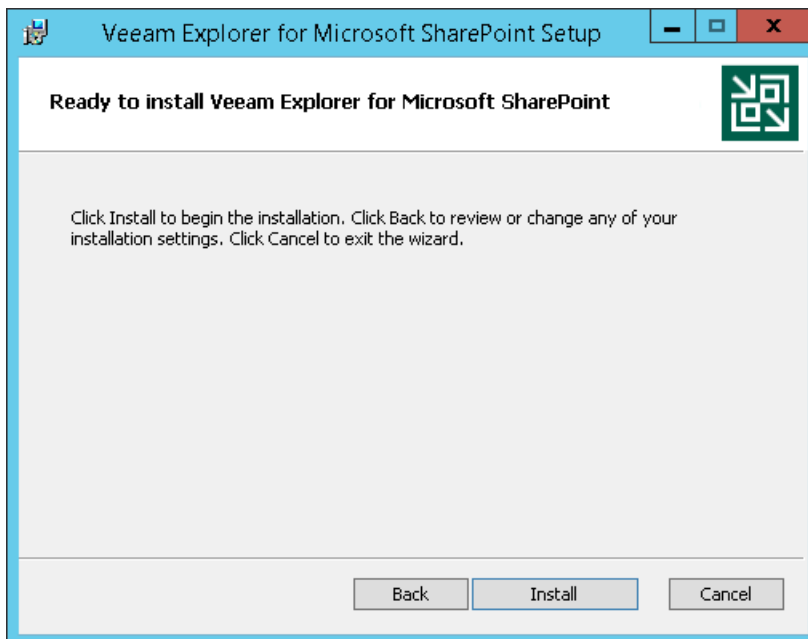 Veeam Explorer for Microsoft SharePoint Setup
Ready to install Veeam Explorer for Microsoft SharePoint
Click Install to begin the installation. Click Back to review or change any of your
installation settings. Click Cancel to exit the wizard.
Back Install Cancel